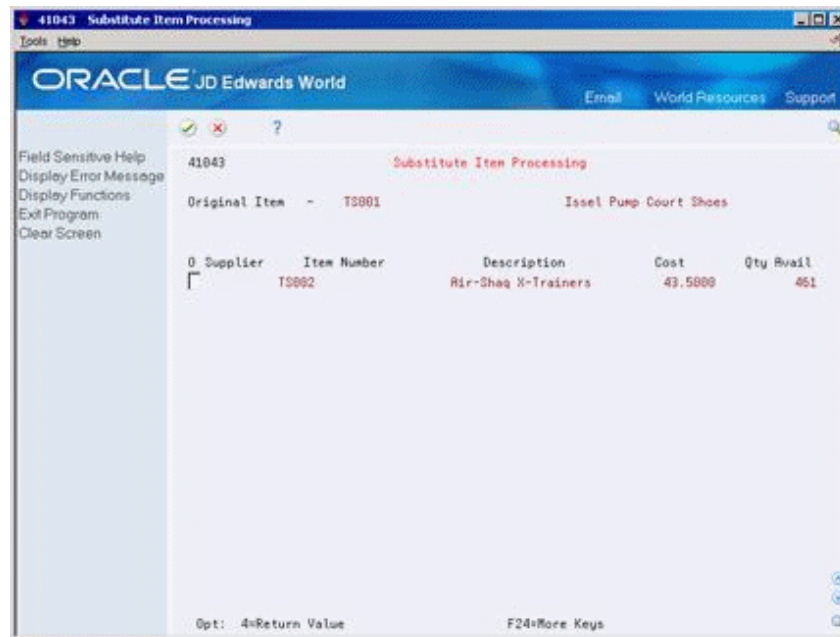 41043 Substitute Item Processing
Tools Help
ORACLE JD Edwards World
Email World Resources Support
?
Field Sensitive Help
Display Error Message
Display Functions
Exit Program
Clear Screen
41043 Substitute Item Processing
Original Item - TS001 Issel Pump Court Shoes
O Supplier Item Number Description Cost Qty Avail
TS002 Air-Shaq X-Trainers 43.5000 461
Opt: 4=Return Value F24=More Keys